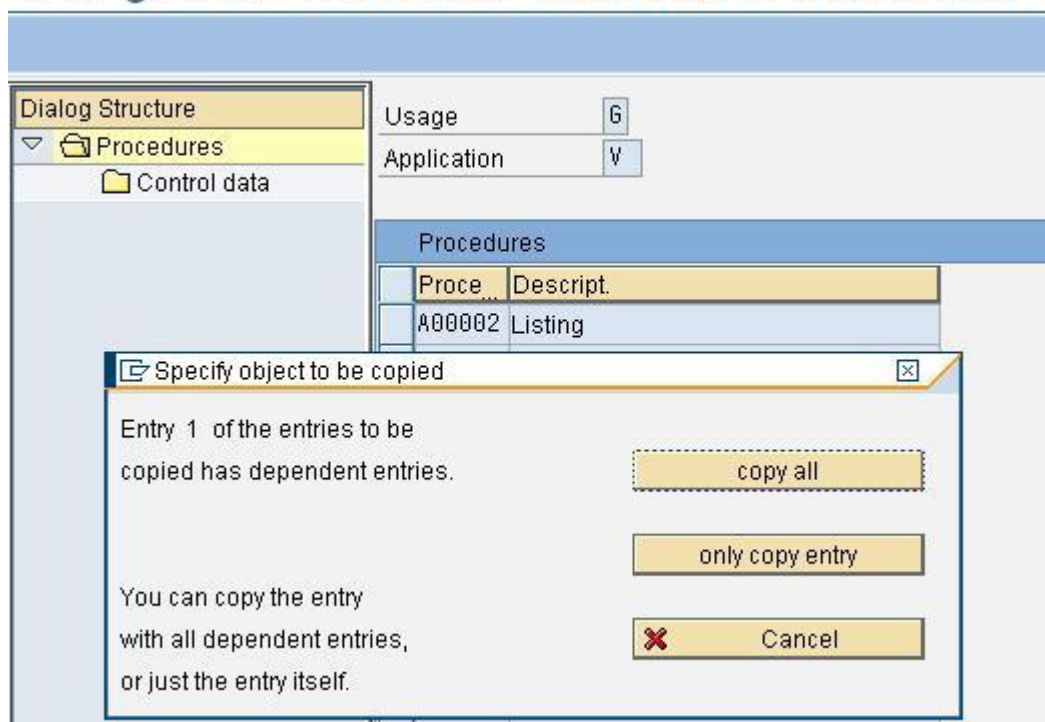 Dialog Structure
Procedures
Control data
Usage G
Application V
Procedures
Proce... Descript.
A00002 Listing
Specify object to be copied
Entry 1 of the entries to be
copied has dependent entries.
copy all
only copy entry
You can copy the entry
with all dependent entries,
or just the entry itself.
Cancel